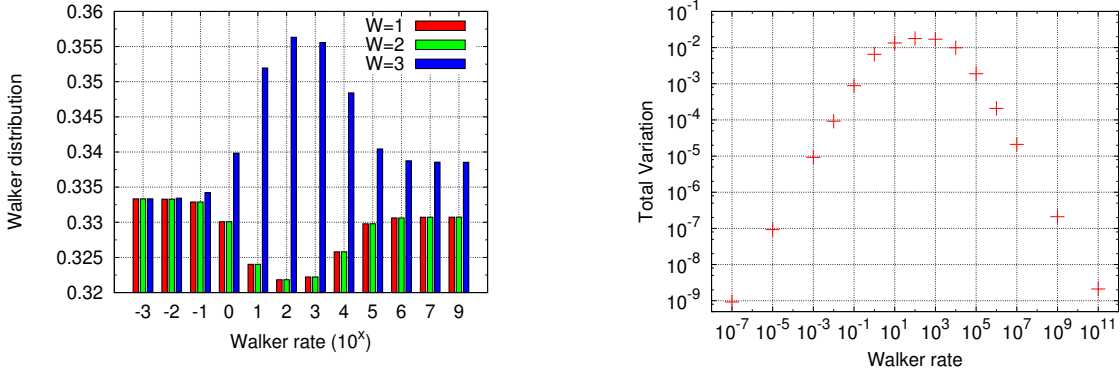 0.36
0.355
0.35
0.345
0.34
0.335
0.33
0.325
0.32
Walker distribution
W=1
W=2
W=3
-3 -2 -1 0 1 2 3 4 5 6 7 9
Walker rate (10^x)
10^-1
10^-2
10^-3
10^-4
10^-5
10^-6
10^-7
10^-8
10^-9
Total Variation
10^-7 10^-5 10^-3 10^-1 10^1 10^3 10^5 10^7 10^9 10^11
Walker rate